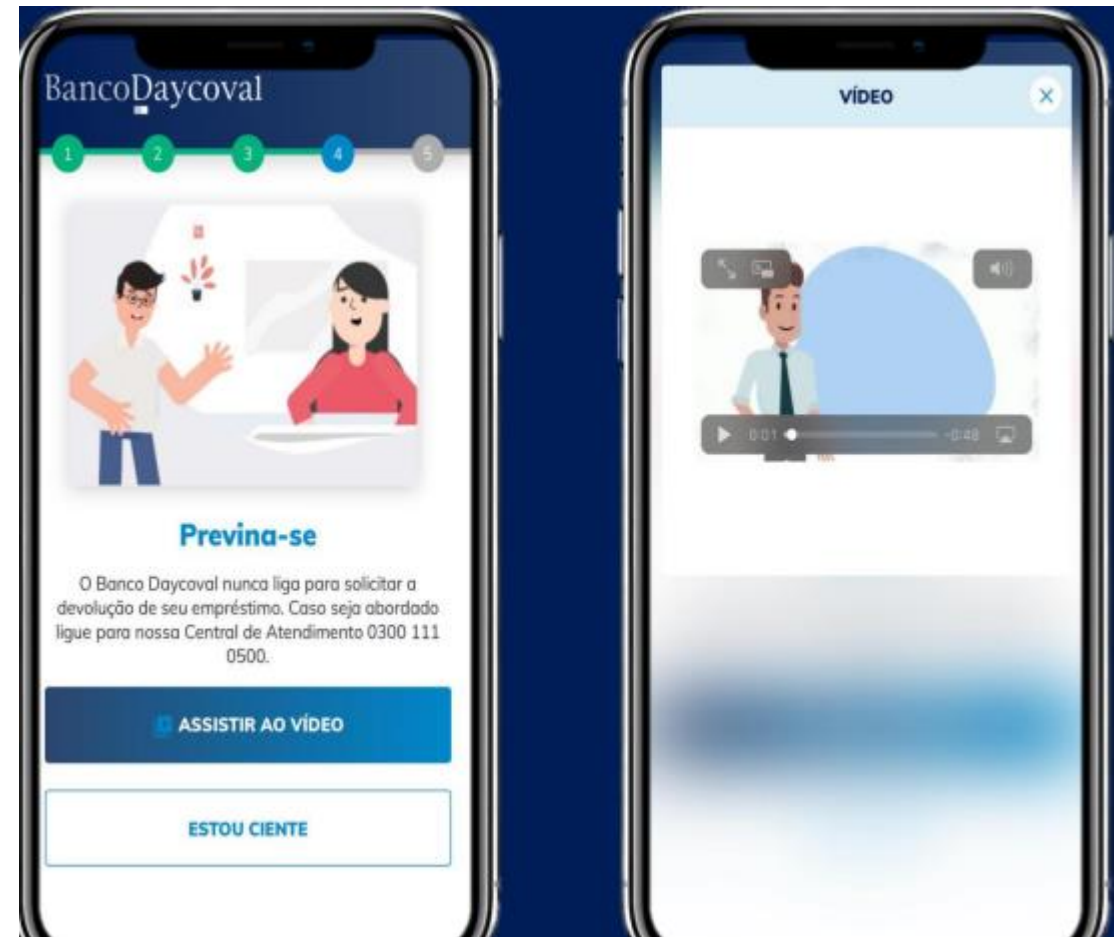 BancoDaycoval
1 2 3 4 5
Previna-se
O Banco Daycoval nunca liga para solicitar a
devolução de seu empréstimo. Caso seja abordado
ligue para nossa Central de Atendimento 0300 111
0500.
ASSISTIR AO VÍDEO
ESTOU CIENTE
VÍDEO
0:01 -0:48